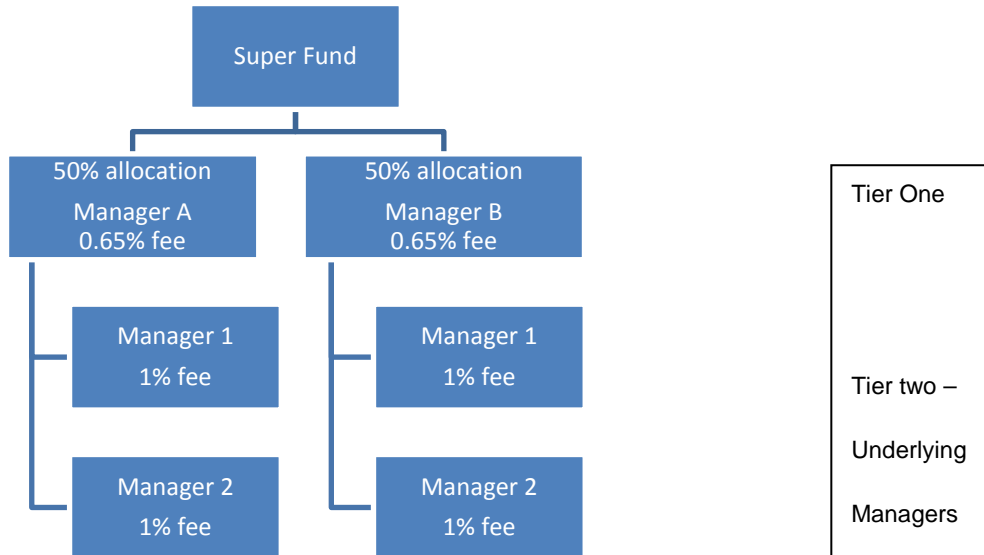 Super Fund
50% allocation
Manager A
0.65% fee
50% allocation
Manager B
0.65% fee
Manager 1
1% fee
Manager 1
1% fee
Manager 2
1% fee
Manager 2
1% fee
Tier One
Tier two –
Underlying
Managers